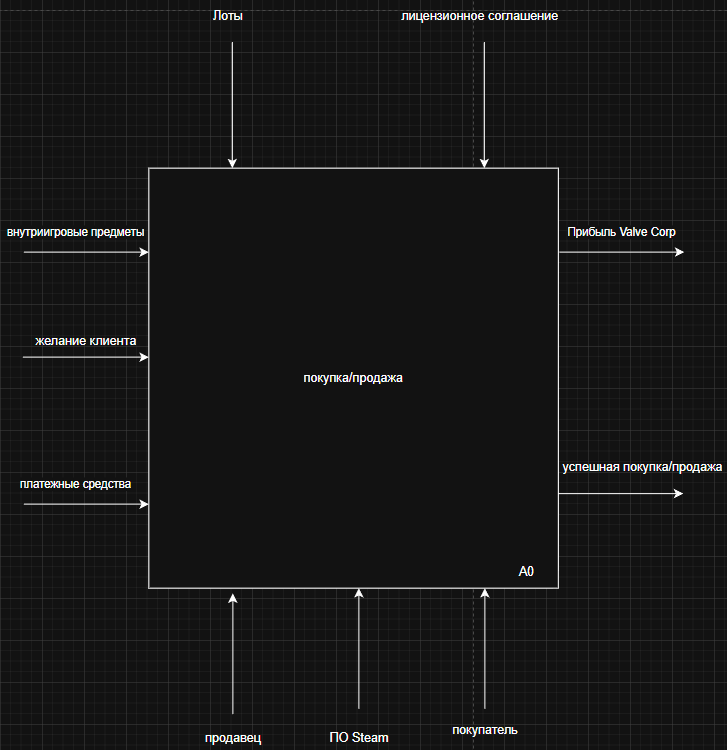 Лоты
лицензионное соглашение
внутриигровые предметы
Прибыль Valve Corp
желание клиента
покупка/продажа
успешная покупка/продажа
платежные средства
A0
продавец
ПО Steam
покупатель